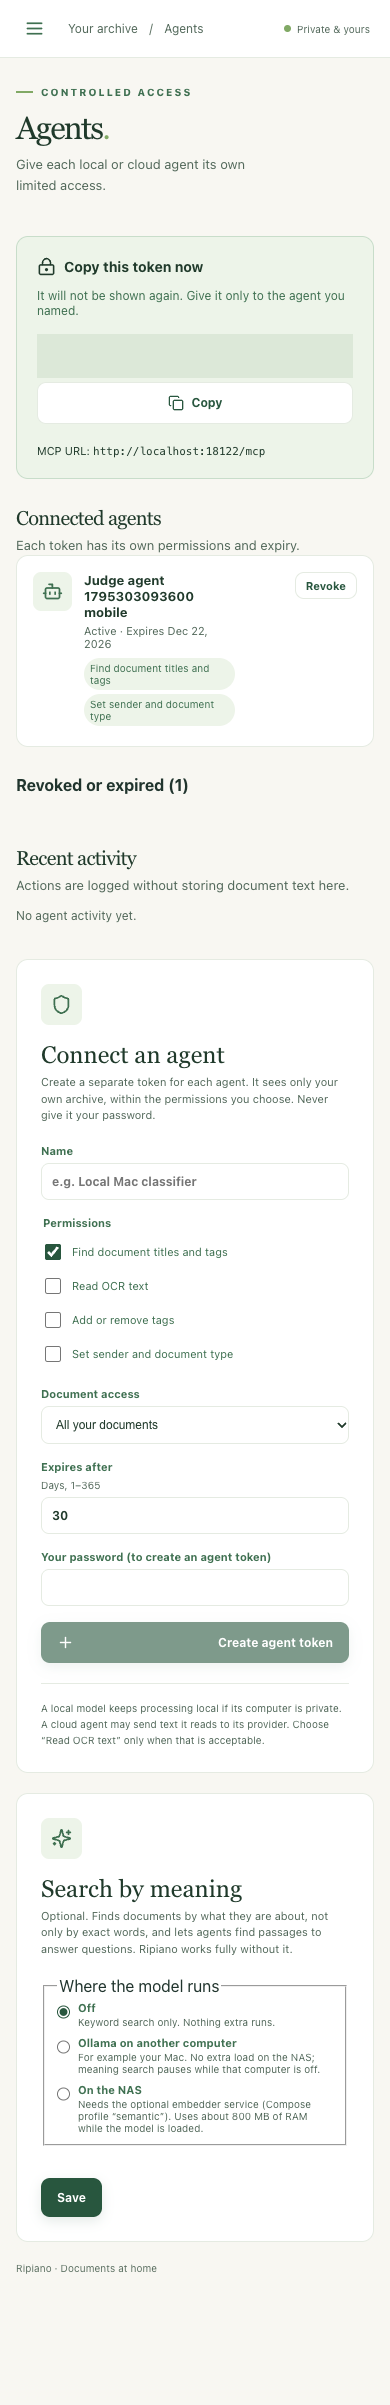 Your archive / Agents
Private & yours
CONTROLLED ACCESS
Agents.
Give each local or cloud agent its own
limited access.
Copy this token now
It will not be shown again. Give it only to the agent you
named.
Copy
MCP URL: http://localhost:18122/mcp
Connected agents
Each token has its own permissions and expiry.
Judge agent
1795303093600
mobile
Revoke
Active · Expires Dec 22,
2026
Find document titles and
tags
Set sender and document
type
Revoked or expired (1)
Recent activity
Actions are logged without storing document text here.
No agent activity yet.
Connect an agent
Create a separate token for each agent. It sees only your
own archive, within the permissions you choose. Never
give it your password.
Name
e.g. Local Mac classifier
Permissions
Find document titles and tags
Read OCR text
Add or remove tags
Set sender and document type
Document access
All your documents
Expires after
Days, 1–365
30
Your password (to create an agent token)
Create agent token
A local model keeps processing local if its computer is private.
A cloud agent may send text it reads to its provider. Choose
“Read OCR text” only when that is acceptable.
Search by meaning
Optional. Finds documents by what they are about, not
only by exact words, and lets agents find passages to
answer questions. Ripiano works fully without it.
Where the model runs
Off
Keyword search only. Nothing extra runs.
Ollama on another computer
For example your Mac. No extra load on the NAS;
meaning search pauses while that computer is off.
On the NAS
Needs the optional embedder service (Compose
profile “semantic”). Uses about 800 MB of RAM
while the model is loaded.
Save
Ripiano · Documents at home